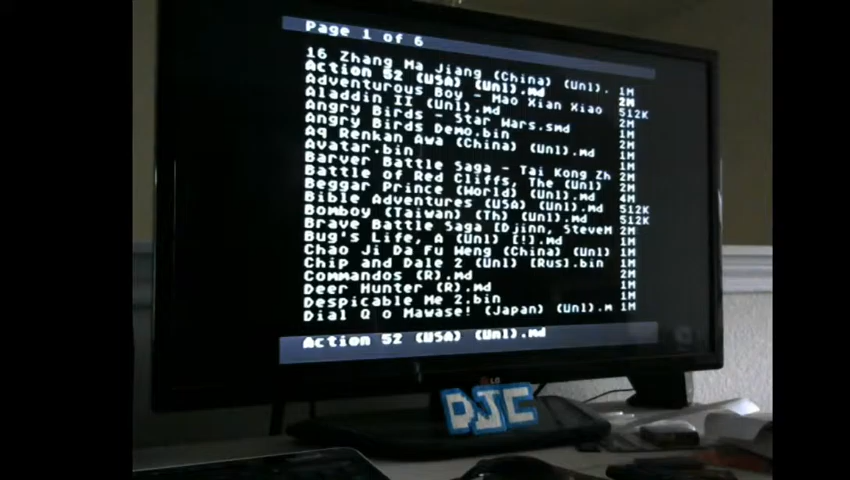 Page 1 of 6
16 Zhang Ma Jiang (China) (Unl). 1M
Action 52 (USA) (Unl).md 2M
Adventurous Boy - Mao Xian Xiao 512K
Aladdin II (Unl).md 2M
Angry Birds - Star Wars.smd 1M
Angry Birds Demo.bin 2M
Aq Renkan Awa (China) (Unl).md 1M
Avatar.bin 1M
Barver Battle Saga - Tai Kong Zh 2M
Battle of Red Cliffs, The (Unl) 2M
Beggar Prince (World) (Unl).md 4M
Bible Adventures (USA) (Unl).md 512K
Bomboy (Taiwan) (Th) (Unl).md 512K
Brave Battle Saga [Djinn, SteveM 2M
Bug's Life, A (Unl) [!].md 1M
Chao Ji Da Fu Weng (China) (Unl) 1M
Chip and Dale 2 (Unl) [Rus].bin 1M
Commandos (R).md 2M
Deer Hunter (R).md 1M
Despicable Me 2.bin 1M
Dial Q o Mawase! (Japan) (Unl).m 1M
Action 52 (USA) (Unl).md
LG
DJC